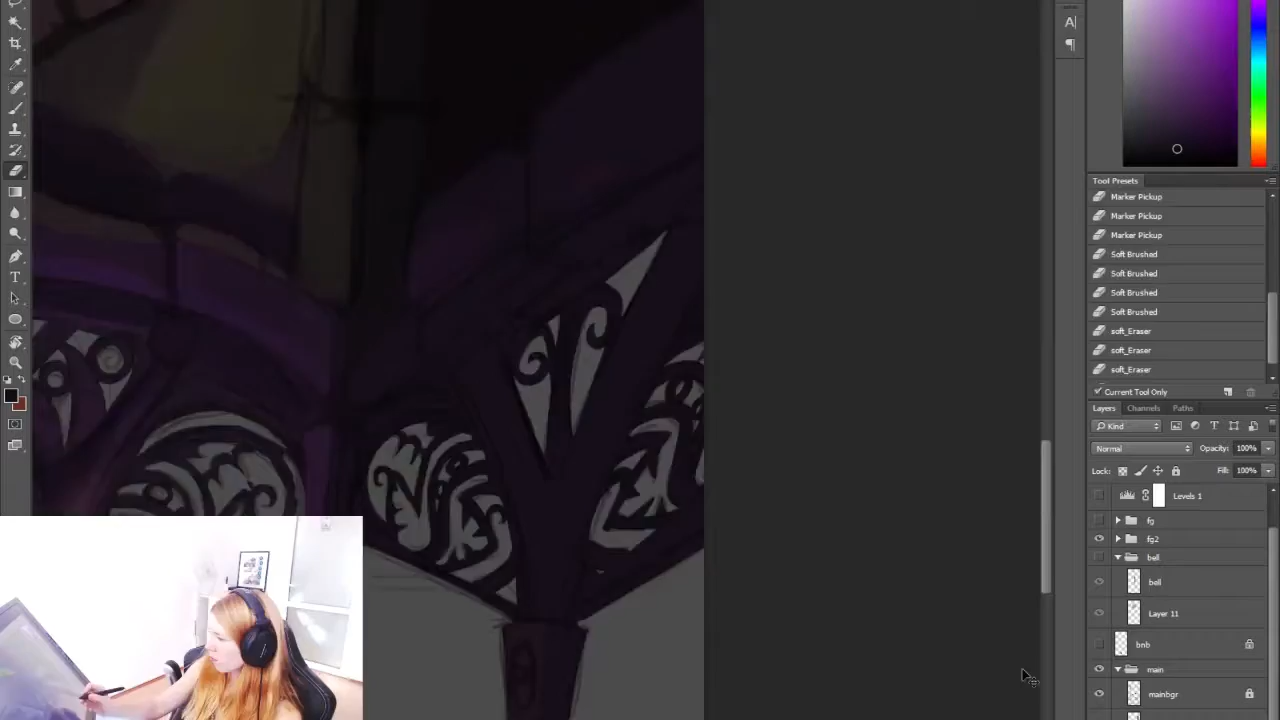 A
Tool Presets
Marker Pickup
Marker Pickup
Marker Pickup
Soft Brushed
Soft Brushed
Soft Brushed
Soft Brushed
soft_Eraser
soft_Eraser
soft_Eraser
Current Tool Only
Layers Channels Paths
Kind
Normal Opacity: 100%
Lock: Fill: 100%
Levels 1
fg
fg2
bell
bell
Layer 11
bnb
main
mainbgr